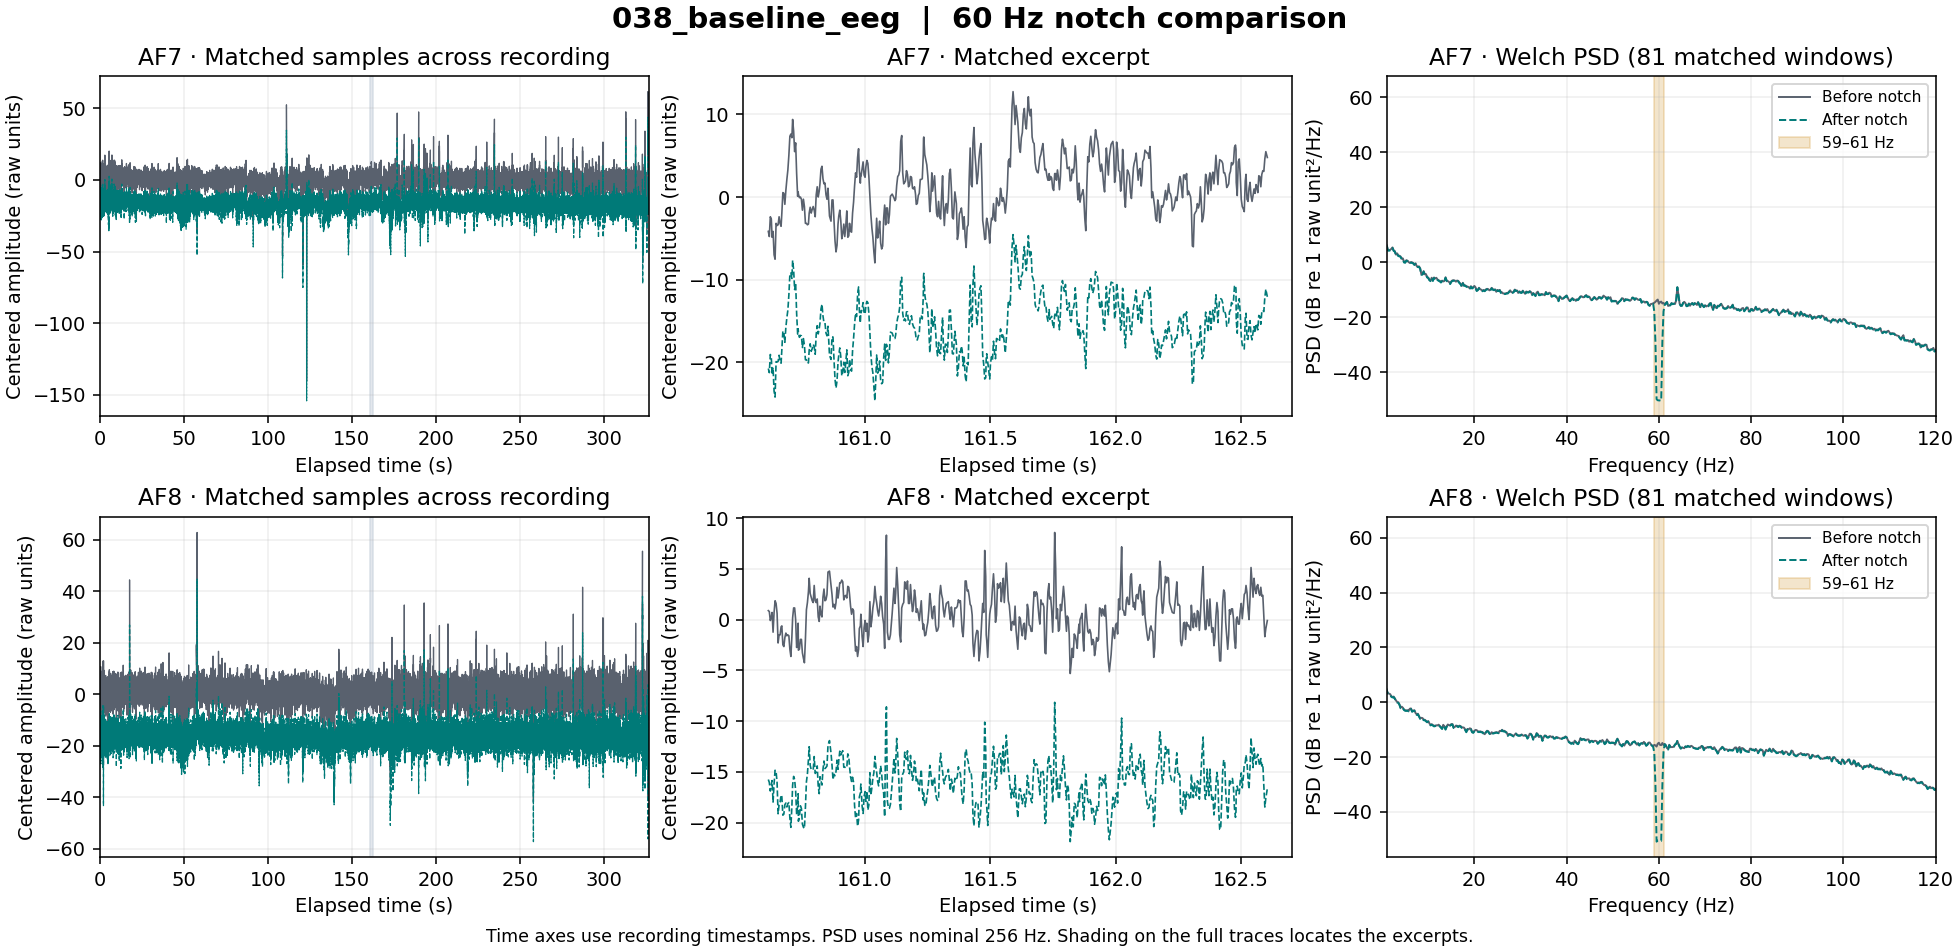 038_baseline_eeg | 60 Hz notch comparison
AF7 · Matched samples across recording
Centered amplitude (raw units)
50
0
−50
−100
−150
0 50 100 150 200 250 300
Elapsed time (s)
AF7 · Matched excerpt
Centered amplitude (raw units)
10
0
−10
−20
161.0 161.5 162.0 162.5
Elapsed time (s)
AF7 · Welch PSD (81 matched windows)
PSD (dB re 1 raw unit²/Hz)
60
40
20
0
−20
−40
20 40 60 80 100 120
Frequency (Hz)
Before notch
After notch
59–61 Hz
AF8 · Matched samples across recording
Centered amplitude (raw units)
60
40
20
0
−20
−40
−60
0 50 100 150 200 250 300
Elapsed time (s)
AF8 · Matched excerpt
Centered amplitude (raw units)
10
5
0
−5
−10
−15
−20
161.0 161.5 162.0 162.5
Elapsed time (s)
AF8 · Welch PSD (81 matched windows)
PSD (dB re 1 raw unit²/Hz)
60
40
20
0
−20
−40
20 40 60 80 100 120
Frequency (Hz)
Before notch
After notch
59–61 Hz
Time axes use recording timestamps. PSD uses nominal 256 Hz. Shading on the full traces locates the excerpts.